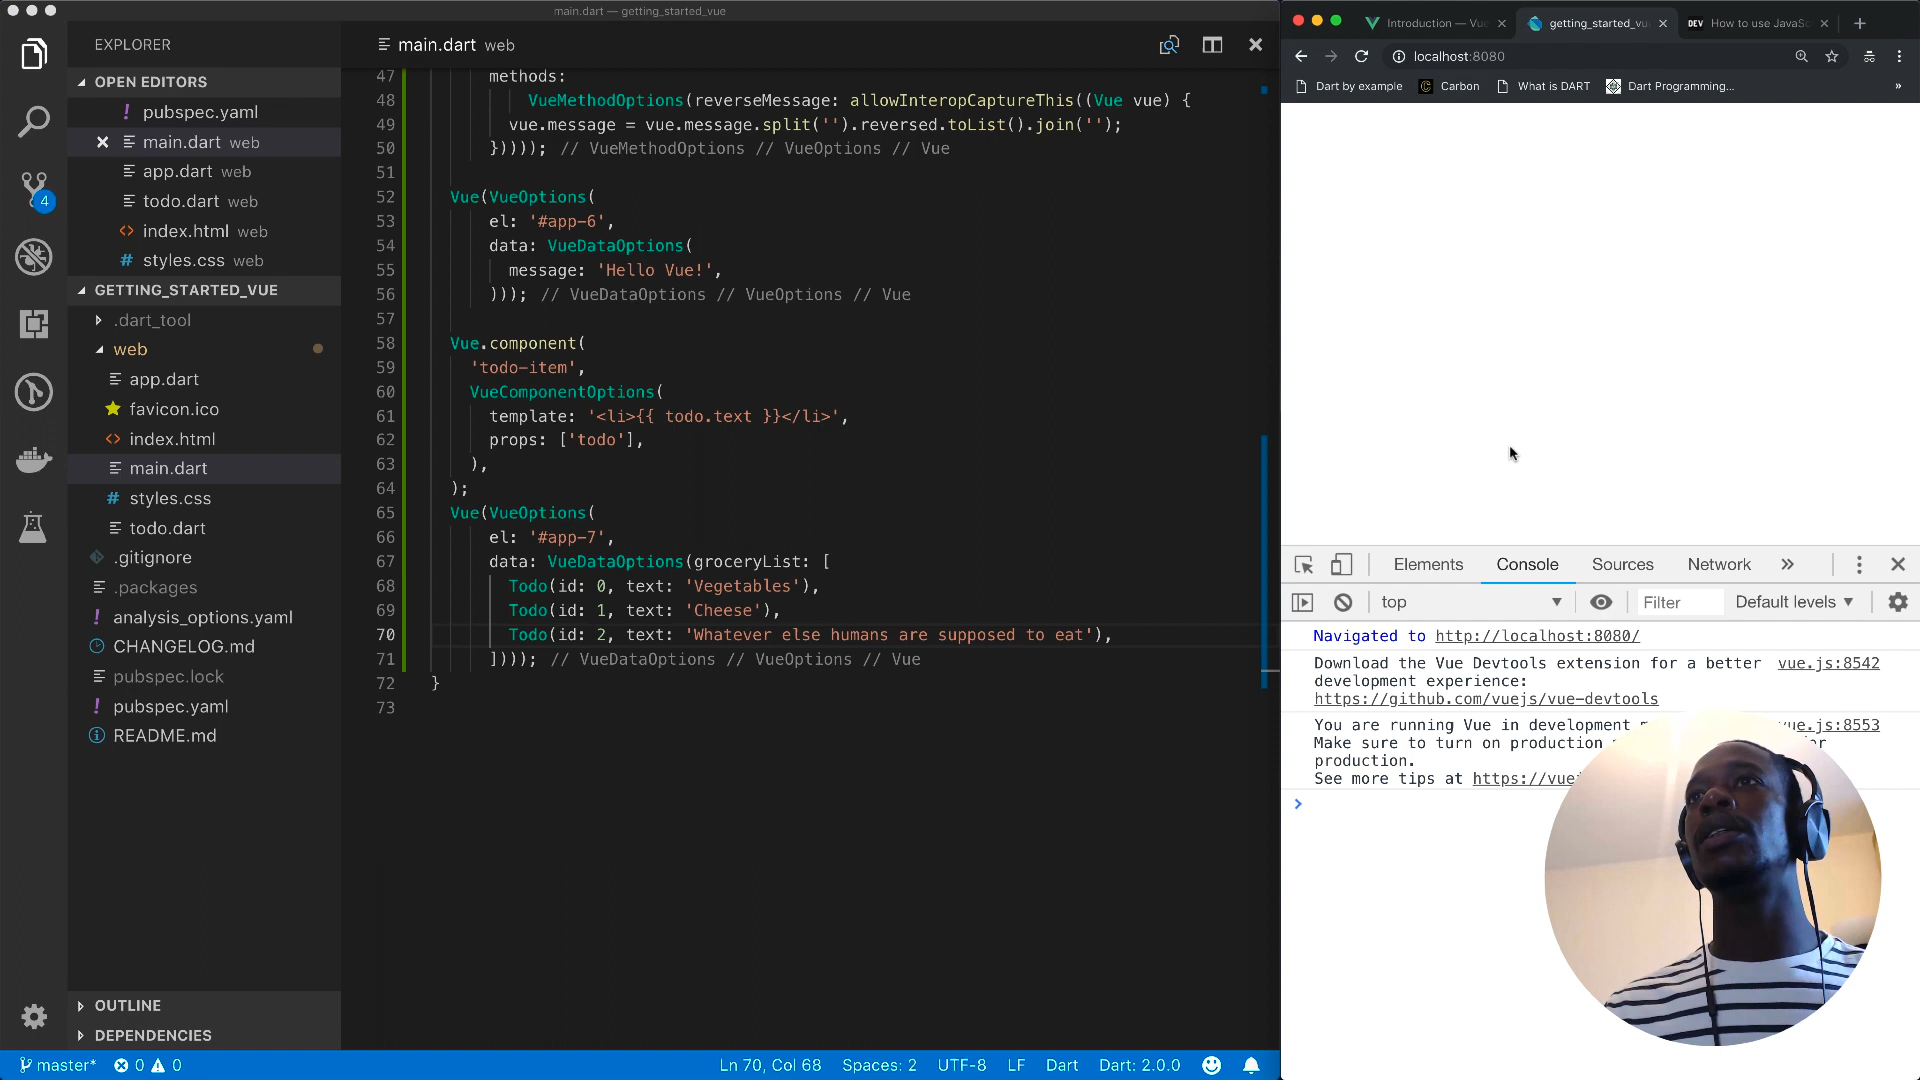 main.dart — getting_started_vue
EXPLORER
OPEN EDITORS
! pubspec.yaml
main.dart web
app.dart web
todo.dart web
<> index.html web
# styles.css web
GETTING_STARTED_VUE
.dart_tool
web
app.dart
favicon.ico
<> index.html
main.dart
# styles.css
todo.dart
.gitignore
.packages
! analysis_options.yaml
CHANGELOG.md
pubspec.lock
! pubspec.yaml
README.md
OUTLINE
DEPENDENCIES
4
main.dart web
47 methods:
48 VueMethodOptions(reverseMessage: allowInteropCaptureThis((Vue vue) {
49 vue.message = vue.message.split('').reversed.toList().join('');
50 })))); // VueMethodOptions // VueOptions // Vue
51
52 Vue(VueOptions(
53 el: '#app-6',
54 data: VueDataOptions(
55 message: 'Hello Vue!',
56 ))); // VueDataOptions // VueOptions // Vue
57
58 Vue.component(
59 'todo-item',
60 VueComponentOptions(
61 template: '<li>{{ todo.text }}</li>',
62 props: ['todo'],
63 ),
64 );
65 Vue(VueOptions(
66 el: '#app-7',
67 data: VueDataOptions(groceryList: [
68 Todo(id: 0, text: 'Vegetables'),
69 Todo(id: 1, text: 'Cheese'),
70 Todo(id: 2, text: 'Whatever else humans are supposed to eat'),
71 ]))); // VueDataOptions // VueOptions // Vue
72 }
73
master* 0 0 Ln 70, Col 68 Spaces: 2 UTF-8 LF Dart Dart: 2.0.0
Introduction — Vue getting_started_vu DEV How to use JavaSc
localhost:8080
Dart by example Carbon What is DART Dart Programming... »
Elements Console Sources Network »
top Filter Default levels
Navigated to http://localhost:8080/
Download the Vue Devtools extension for a better vue.js:8542
development experience:
https://github.com/vuejs/vue-devtools
You are running Vue in development vue.js:8553
Make sure to turn on production
production.
See more tips at https://vue